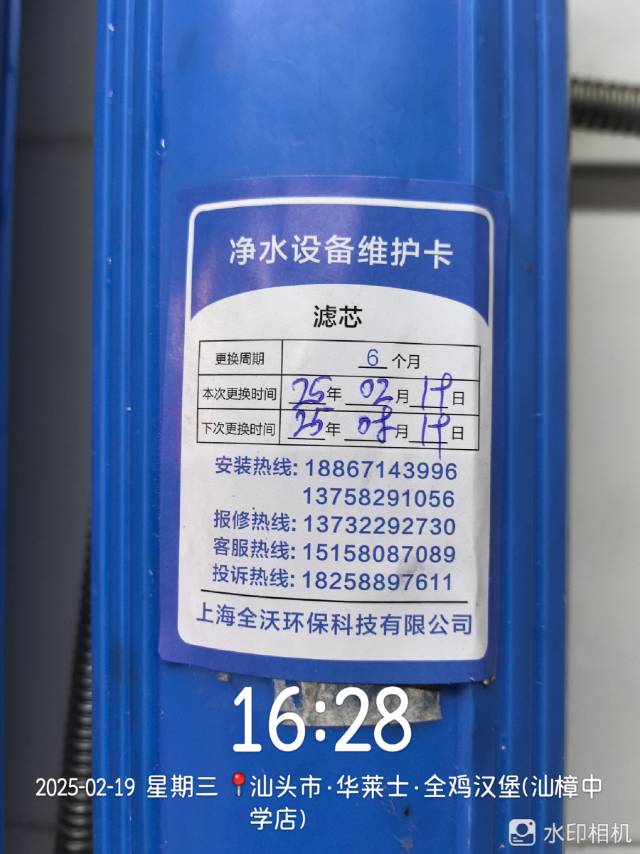 净水设备维护卡
滤芯
更换周期 6 个月
本次更换时间 25年 02月 19日
下次更换时间 25年 08月 19日
安装热线: 18867143996
13758291056
报修热线: 13732292730
客服热线: 15158087089
投诉热线: 18258897611
上海全沃环保科技有限公司
16:28
2025-02-19 星期三 汕头市·华莱士·全鸡汉堡(汕樟中
学店)
水印相机